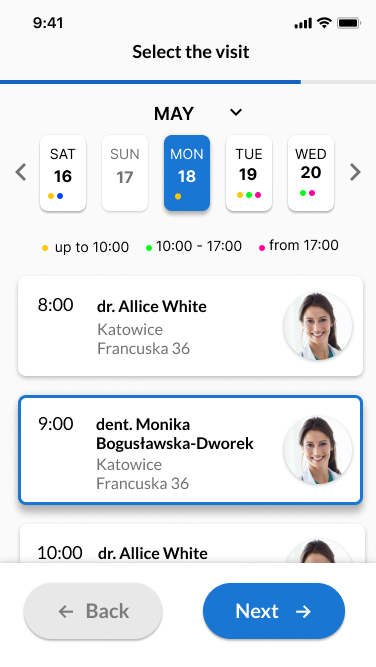 9:41
Select the visit
MAY
SAT SUN MON TUE WED
16 17 18 19 20
up to 10:00 10:00 - 17:00 from 17:00
8:00 dr. Allice White
Katowice
Francuska 36
9:00 dent. Monika
Bogusławska-Dworek
Katowice
Francuska 36
10:00 dr. Allice White
Back Next